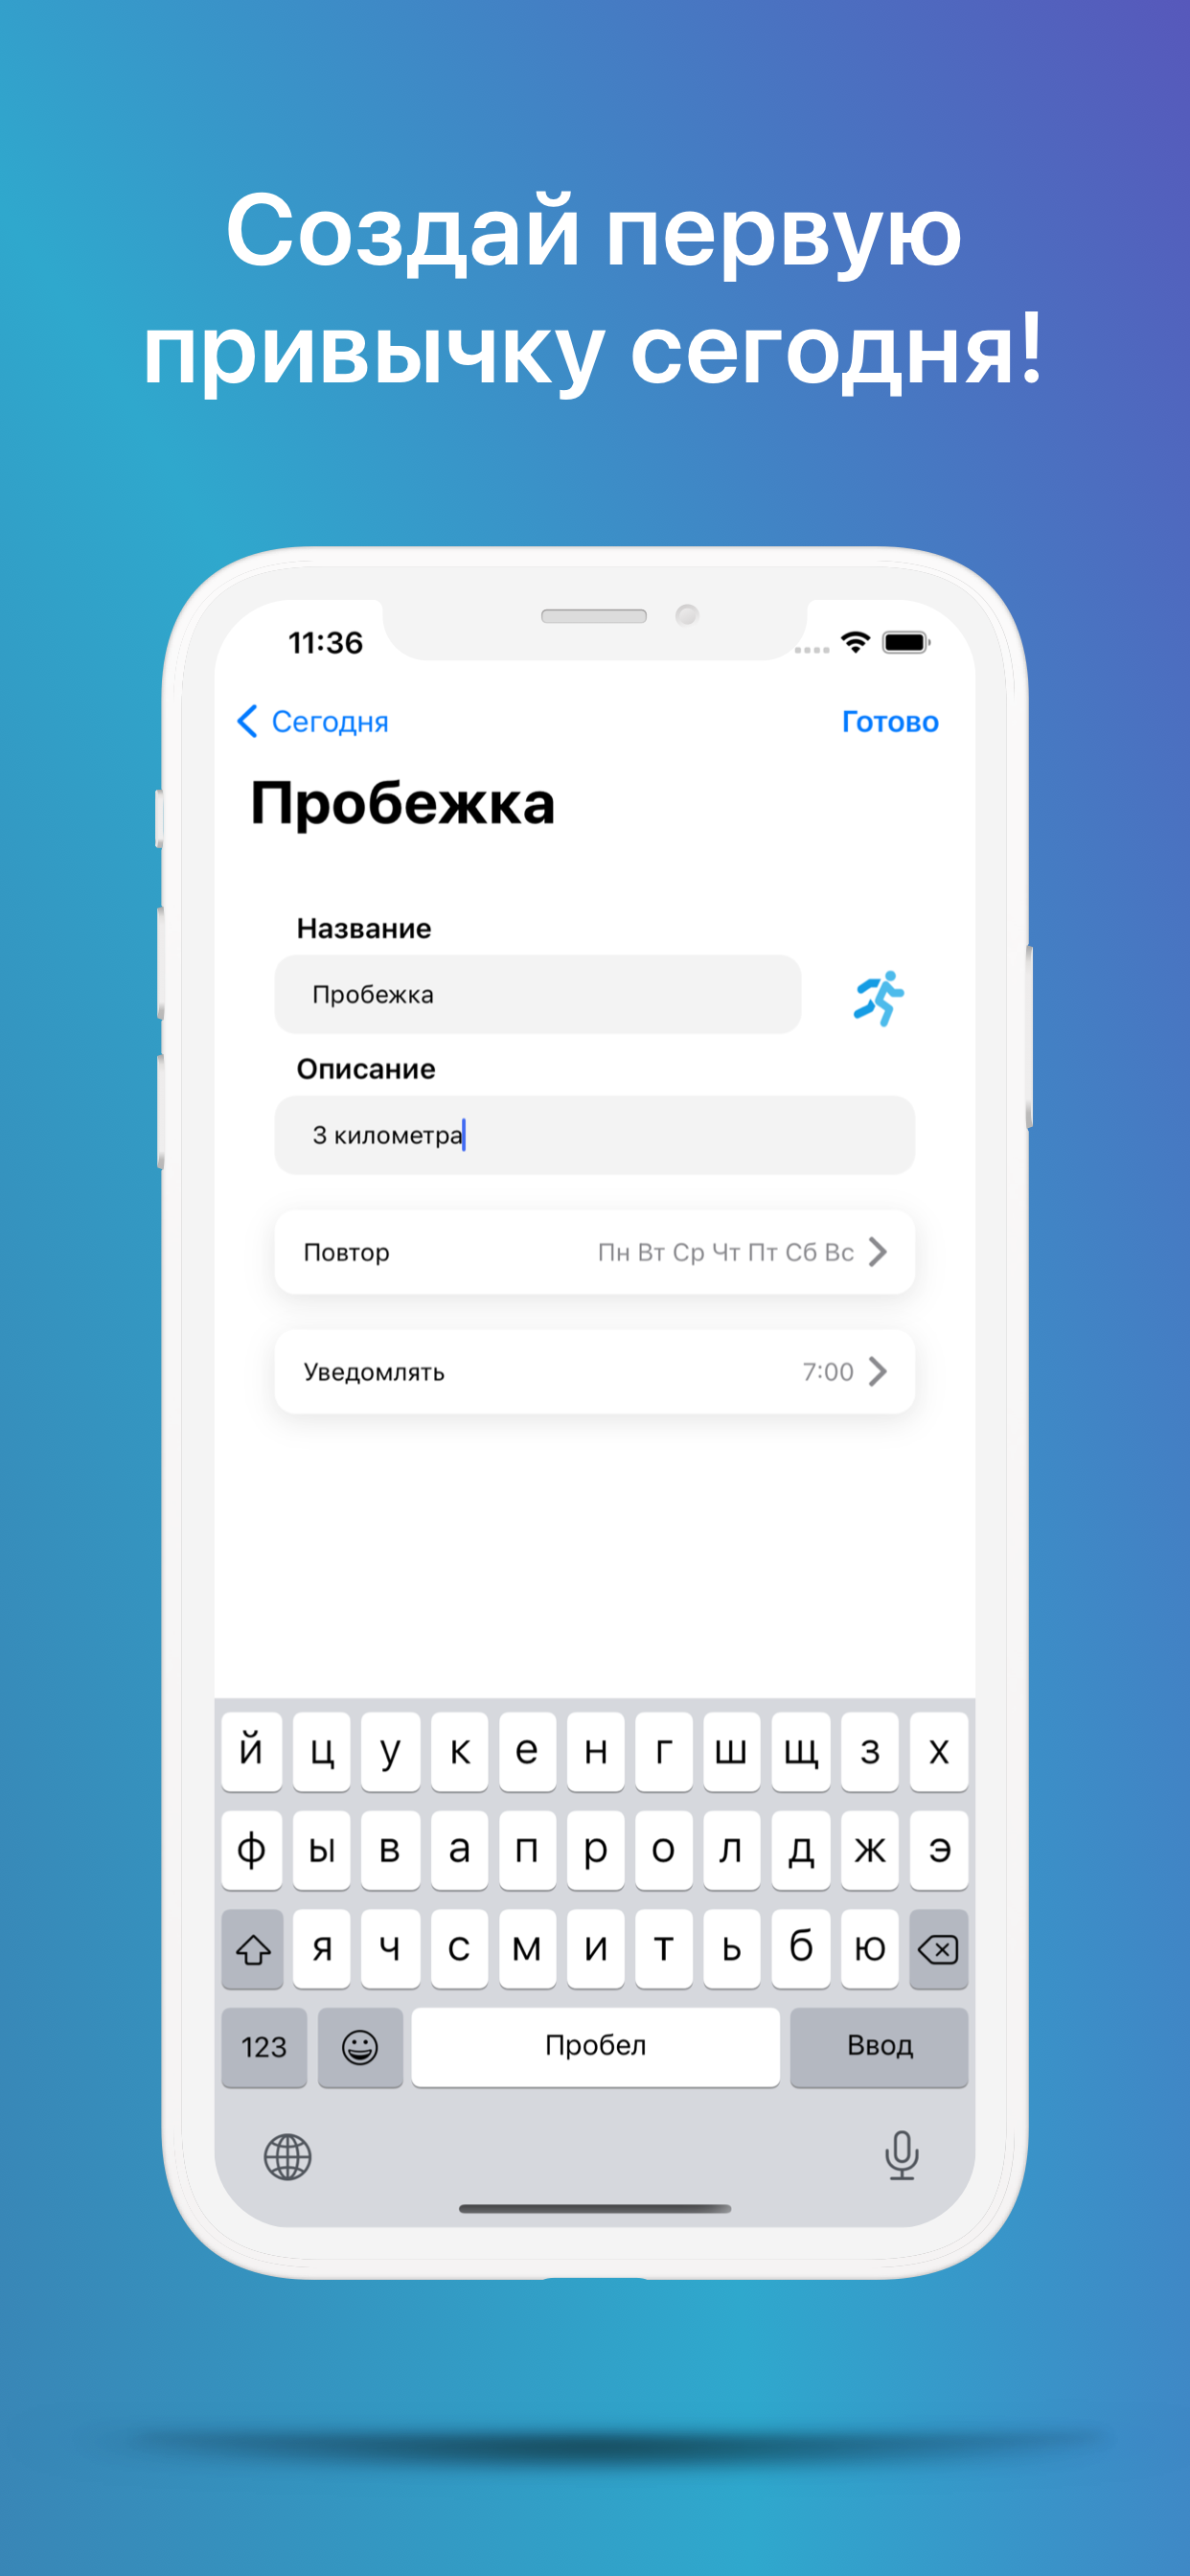 Создай первую
привычку сегодня!
11:36
Сегодня
Готово
Пробежка
Название
Пробежка
Описание
3 километра
Повтор Пн Вт Ср Чт Пт Сб Вс
Уведомлять 7:00
й ц у к е н г ш щ з х
ф ы в а п р о л д ж э
я ч с м и т ь б ю
123 Пробел Ввод